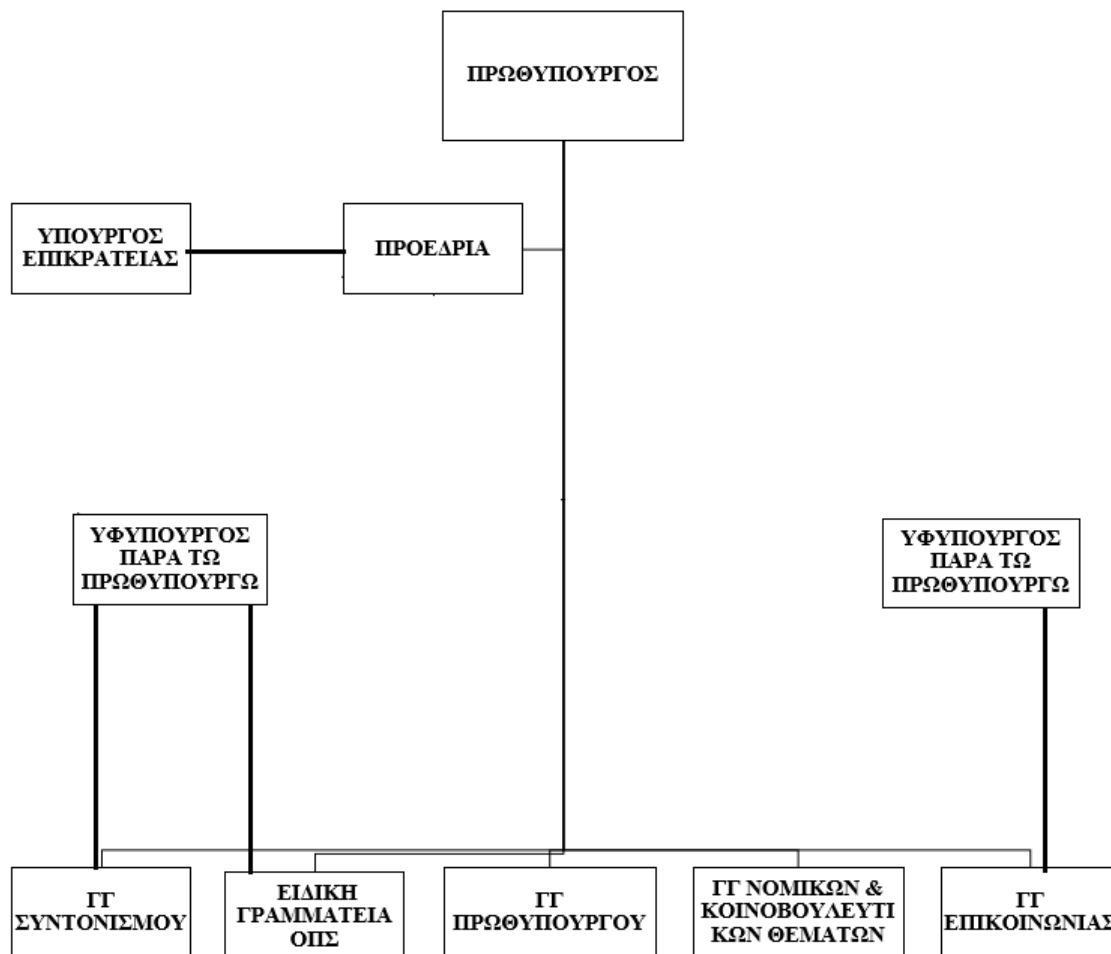 ΠΡΩΘΥΠΟΥΡΓΟΣ
ΥΠΟΥΡΓΟΣ
ΕΠΙΚΡΑΤΕΙΑΣ
ΠΡΟΕΔΡΙΑ
ΥΦΥΠΟΥΡΓΟΣ
ΠΑΡΑ ΤΩ
ΠΡΩΘΥΠΟΥΡΓΩ
ΥΦΥΠΟΥΡΓΟΣ
ΠΑΡΑ ΤΩ
ΠΡΩΘΥΠΟΥΡΓΩ
ΓΓ
ΣΥΝΤΟΝΙΣΜΟΥ
ΕΙΔΙΚΗ
ΓΡΑΜΜΑΤΕΙΑ
ΟΠΣ
ΓΓ
ΠΡΩΘΥΠΟΥΡΓΟΥ
ΓΓ ΝΟΜΙΚΩΝ &
ΚΟΙΝΟΒΟΥΛΕΥΤΙ
ΚΩΝ ΘΕΜΑΤΩΝ
ΓΓ
ΕΠΙΚΟΙΝΩΝΙΑΣ